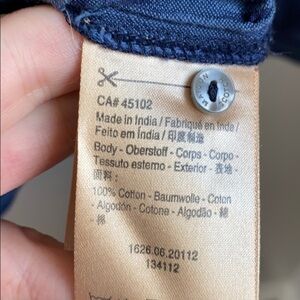 CA# 45102
Made in India / Fabriqué en Inde /
Feito em Índia / 印度製造
Body - Oberstoff - Corps - Corpo -
Tessuto esterno - Exterior - 表地 -
面料 :
100% Cotton - Baumwolle - Coton
- Algodón - Cotone - Algodão - 綿
- 棉
1626.06.20112
134112